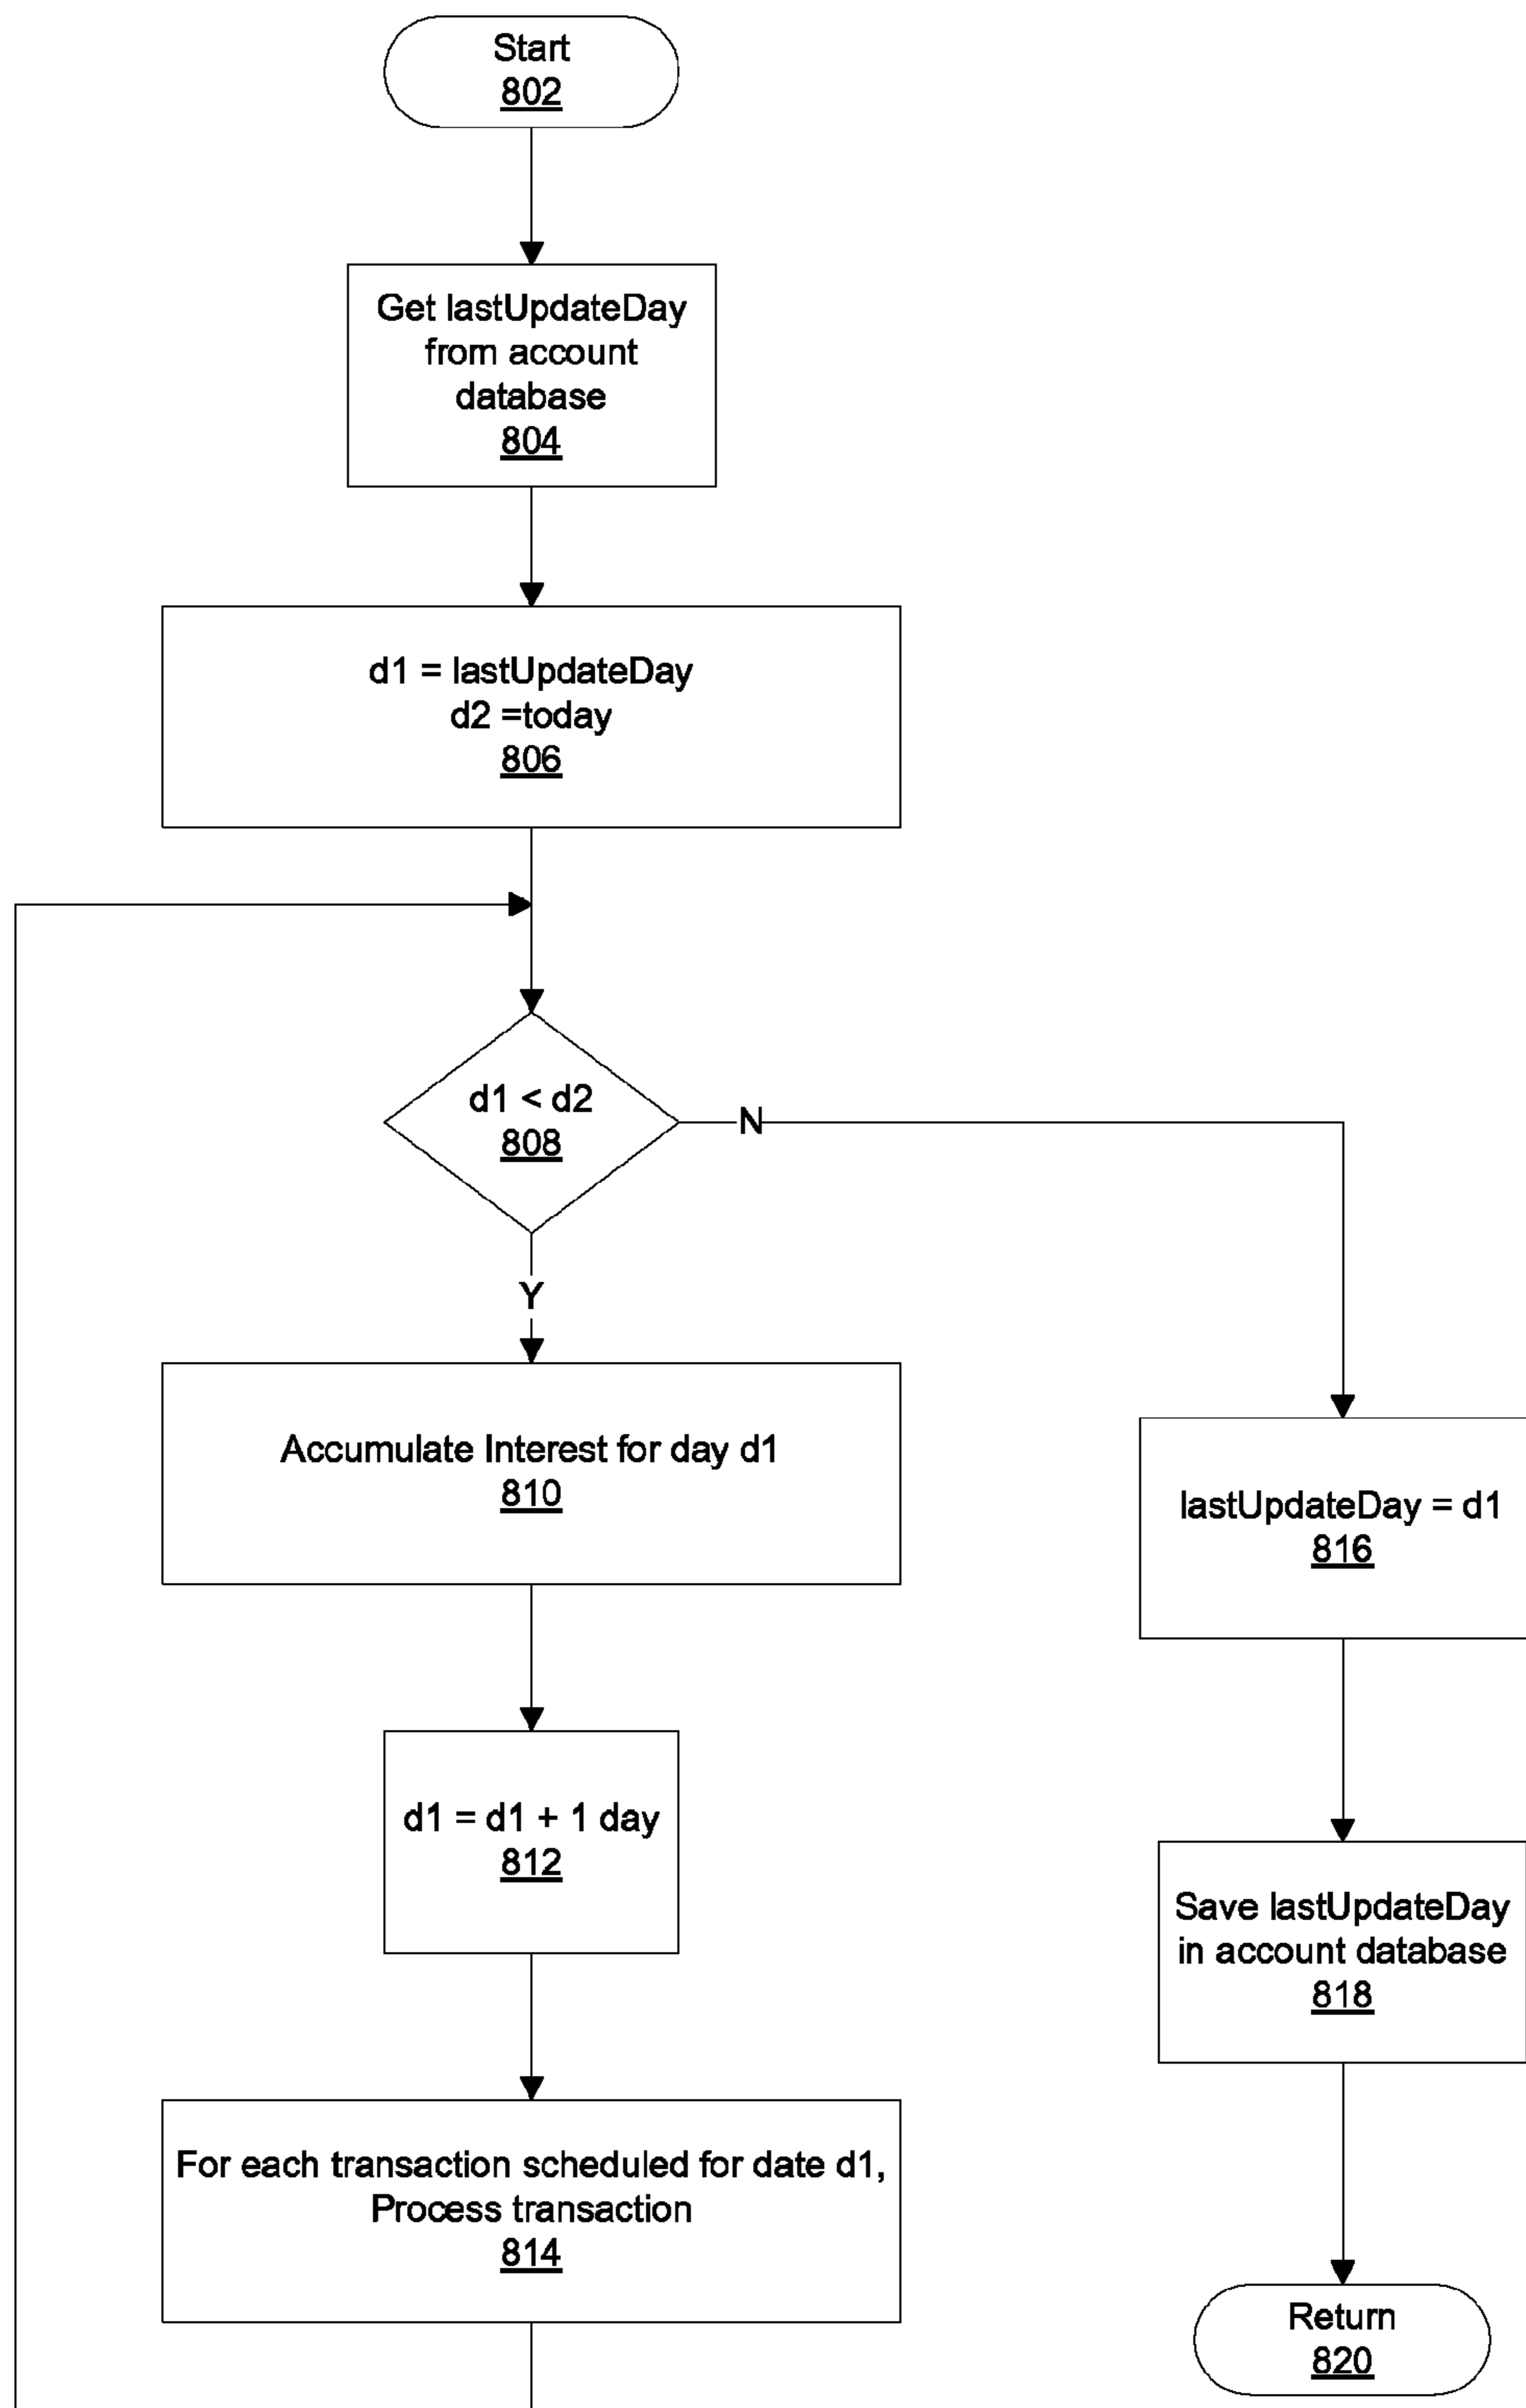 Start
802
Get lastUpdateDay
from account
database
804
d1 = lastUpdateDay
d2 =today
806
d1 < d2
808
N
Y
Accumulate Interest for day d1
810
d1 = d1 + 1 day
812
For each transaction scheduled for date d1,
Process transaction
814
lastUpdateDay = d1
816
Save lastUpdateDay
in account database
818
Return
820